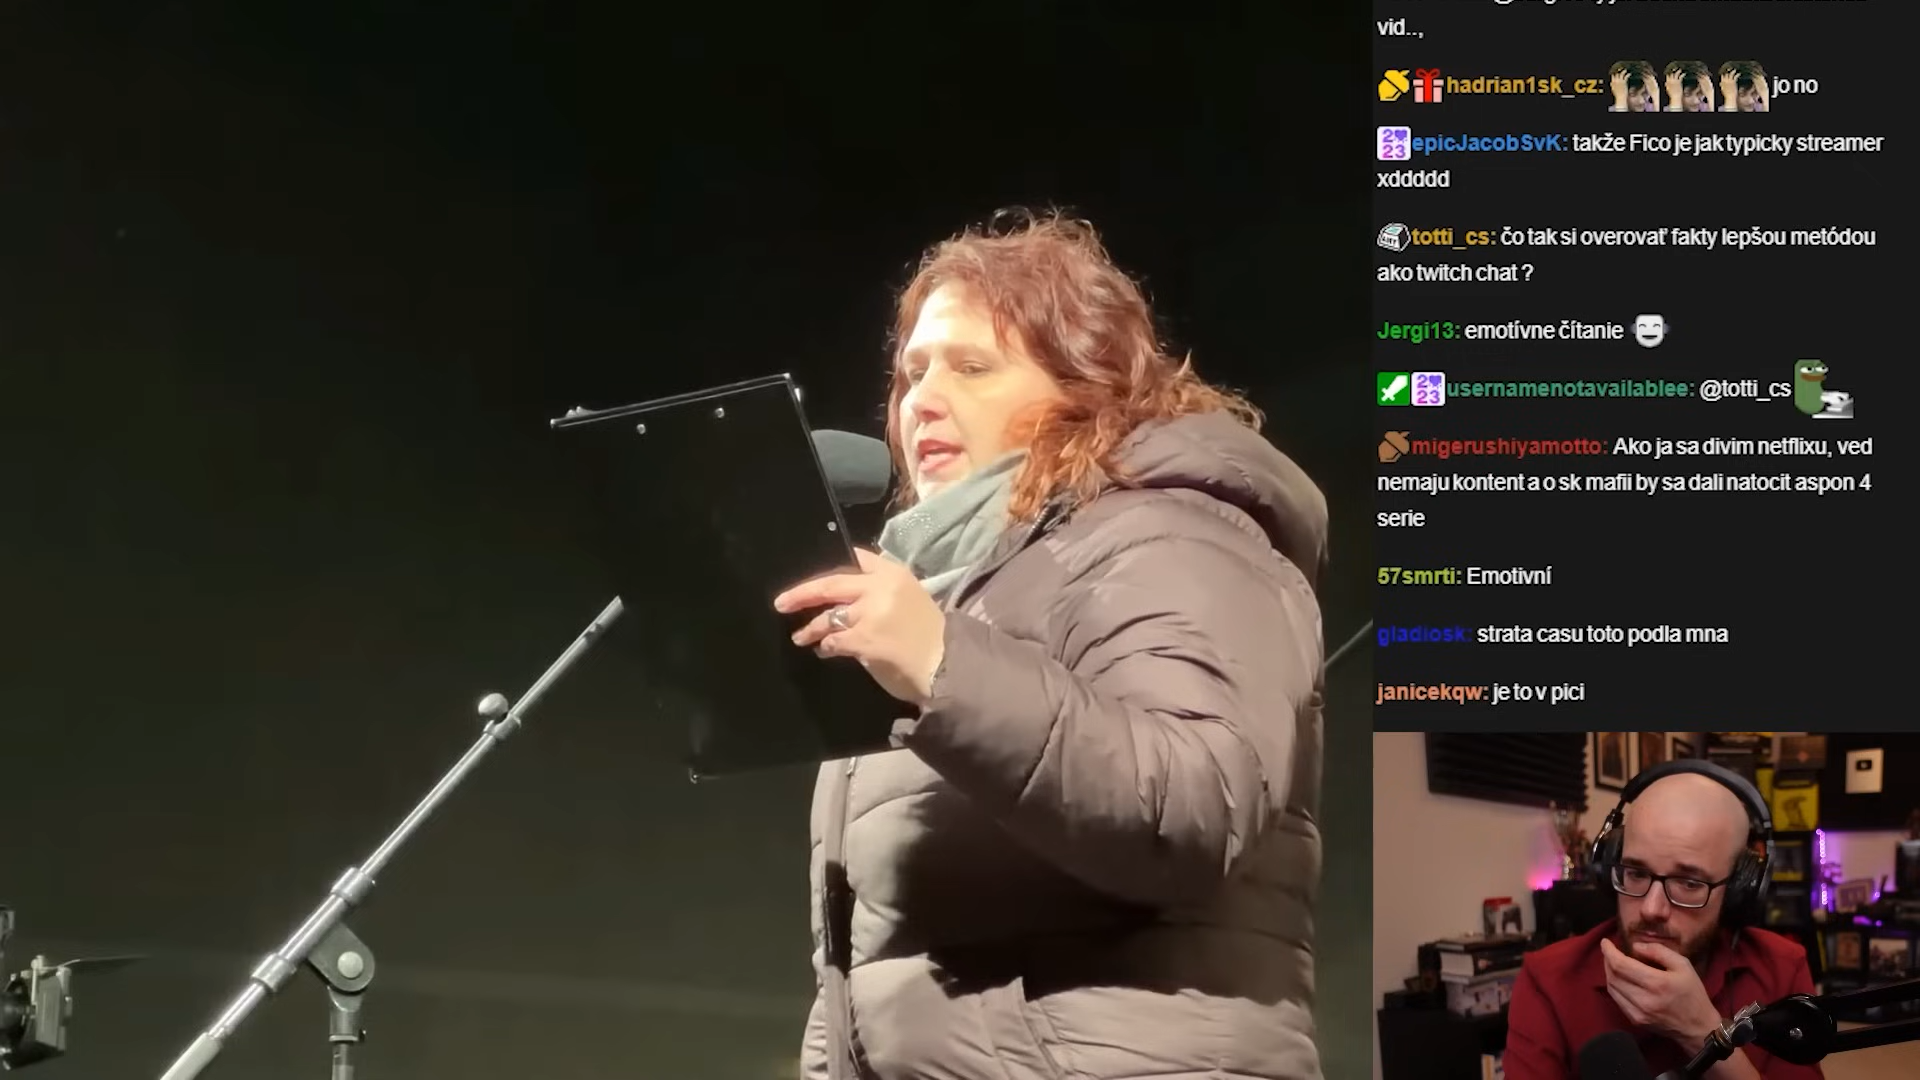 vid..,
hadrian1sk_cz: jo no
epicJacobSvK: takže Fico je jak typicky streamer
xddddd
totti_cs: čo tak si overovať fakty lepšou metódou
ako twitch chat ?
Jergi13: emotívne čítanie
usernamenotavailablee: @totti_cs
migerushiyamotto: Ako ja sa divim netflixu, ved
nemaju kontent a o sk mafii by sa dali natocit aspon 4
serie
57smrti: Emotivní
gladiosk: strata casu toto podla mna
janicekqw: je to v pici